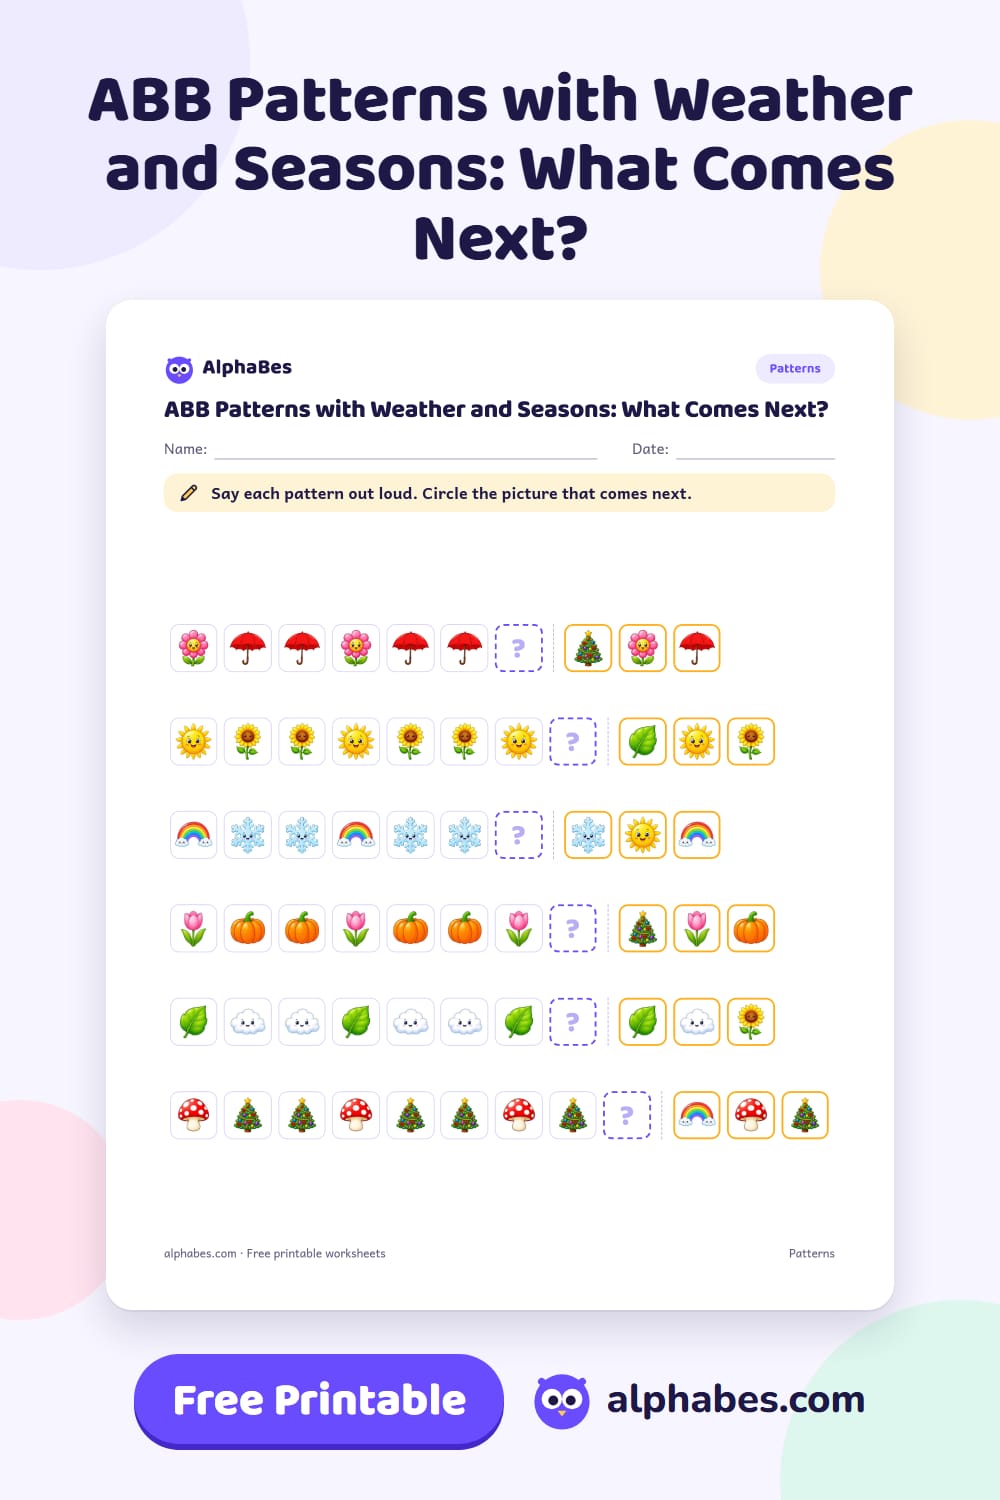 ABB Patterns with Weather
and Seasons: What Comes
Next?
AlphaBes
Patterns
ABB Patterns with Weather and Seasons: What Comes Next?
Name:
Date:
Say each pattern out loud. Circle the picture that comes next.
?
?
?
?
?
?
alphabes.com · Free printable worksheets
Patterns
Free Printable
alphabes.com